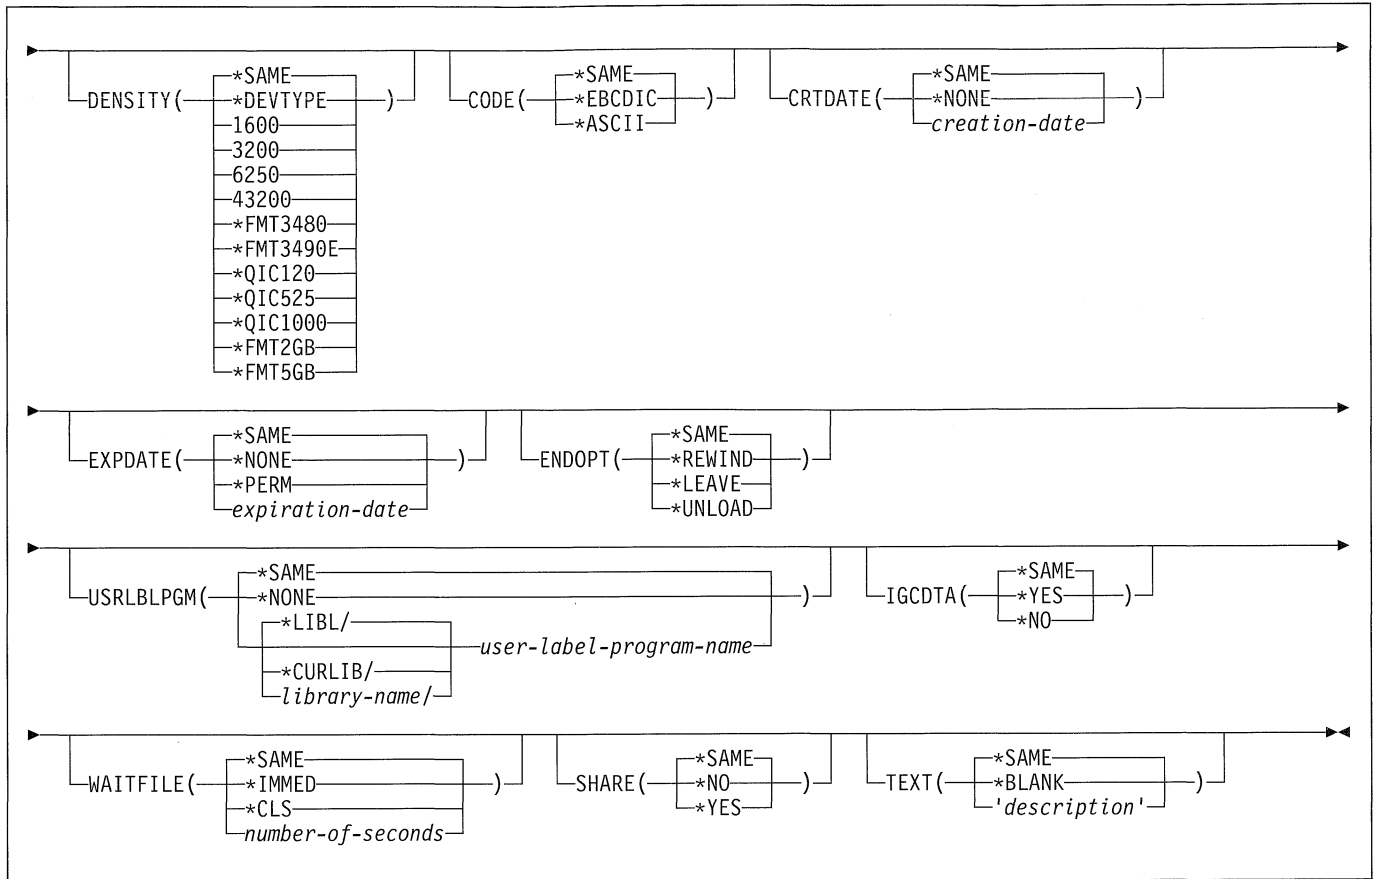 *SAME *SAME *SAME
DENSITY( *DEVTYPE ) CODE( *EBCDIC ) CRTDATE( *NONE )
1600 *ASCII creation-date
3200
6250
43200
*FMT3480
*FMT3490E
*QIC120
*QIC525
*QIC1000
*FMT2GB
*FMT5GB
*SAME *SAME
EXPDATE( *NONE ) ENDOPT( *REWIND )
*PERM *LEAVE
expiration-date *UNLOAD
*SAME *SAME
USRLBLPGM( *NONE ) IGCDTA( *YES )
*LIBL/ *NO
user-label-program-name
*CURLIB/
library-name/
*SAME *SAME *SAME
WAITFILE( *IMMED ) SHARE( *NO ) TEXT( *BLANK )
*CLS *YES 'description'
number-of-seconds